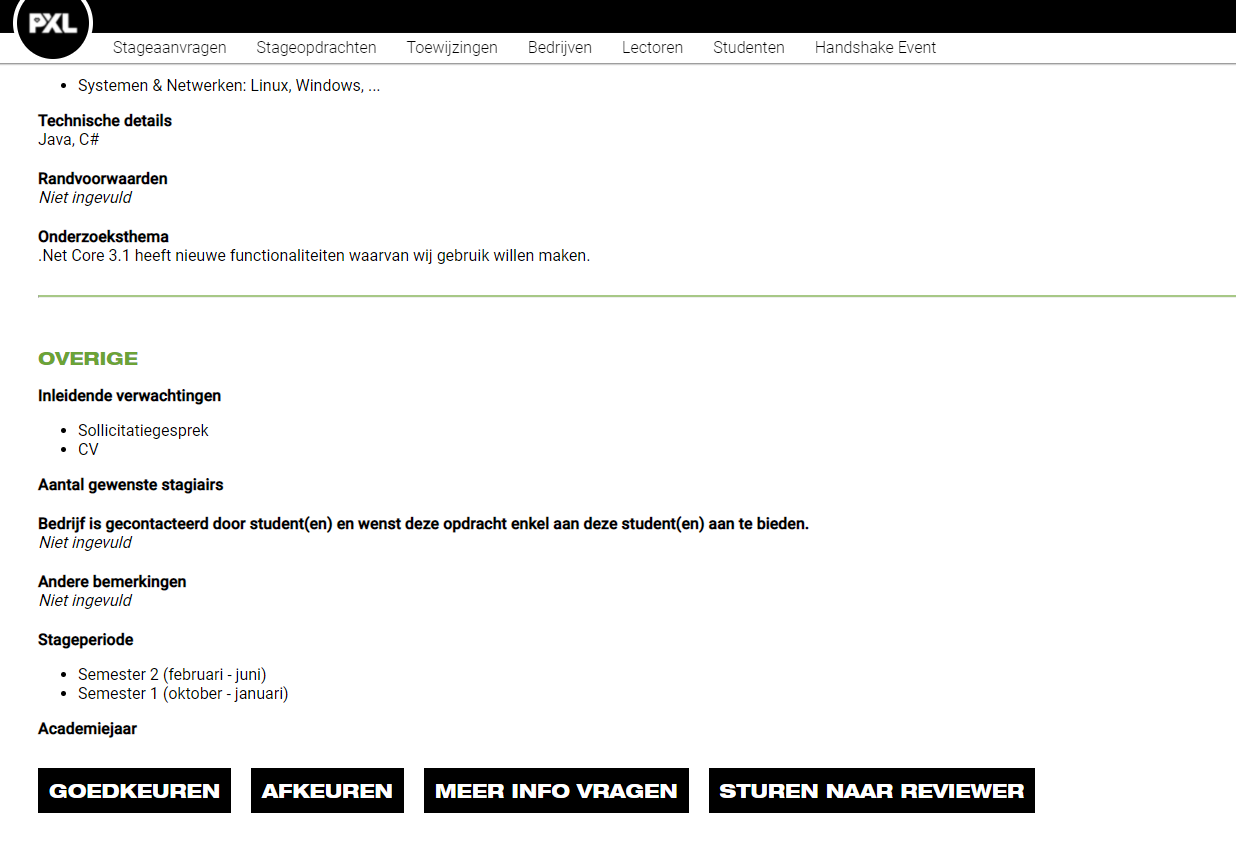 PXL
Stageaanvragen Stageopdrachten Toewijzingen Bedrijven Lectoren Studenten Handshake Event
• Systemen & Netwerken: Linux, Windows, ...
Technische details
Java, C#
Randvoorwaarden
Niet ingevuld
Onderzoeksthema
.Net Core 3.1 heeft nieuwe functionaliteiten waarvan wij gebruik willen maken.
OVERIGE
Inleidende verwachtingen
• Sollicitatiegesprek
• CV
Aantal gewenste stagiairs
Bedrijf is gecontacteerd door student(en) en wenst deze opdracht enkel aan deze student(en) aan te bieden.
Niet ingevuld
Andere bemerkingen
Niet ingevuld
Stageperiode
• Semester 2 (februari - juni)
• Semester 1 (oktober - januari)
Academiejaar
GOEDKEUREN AFKEUREN MEER INFO VRAGEN STUREN NAAR REVIEWER